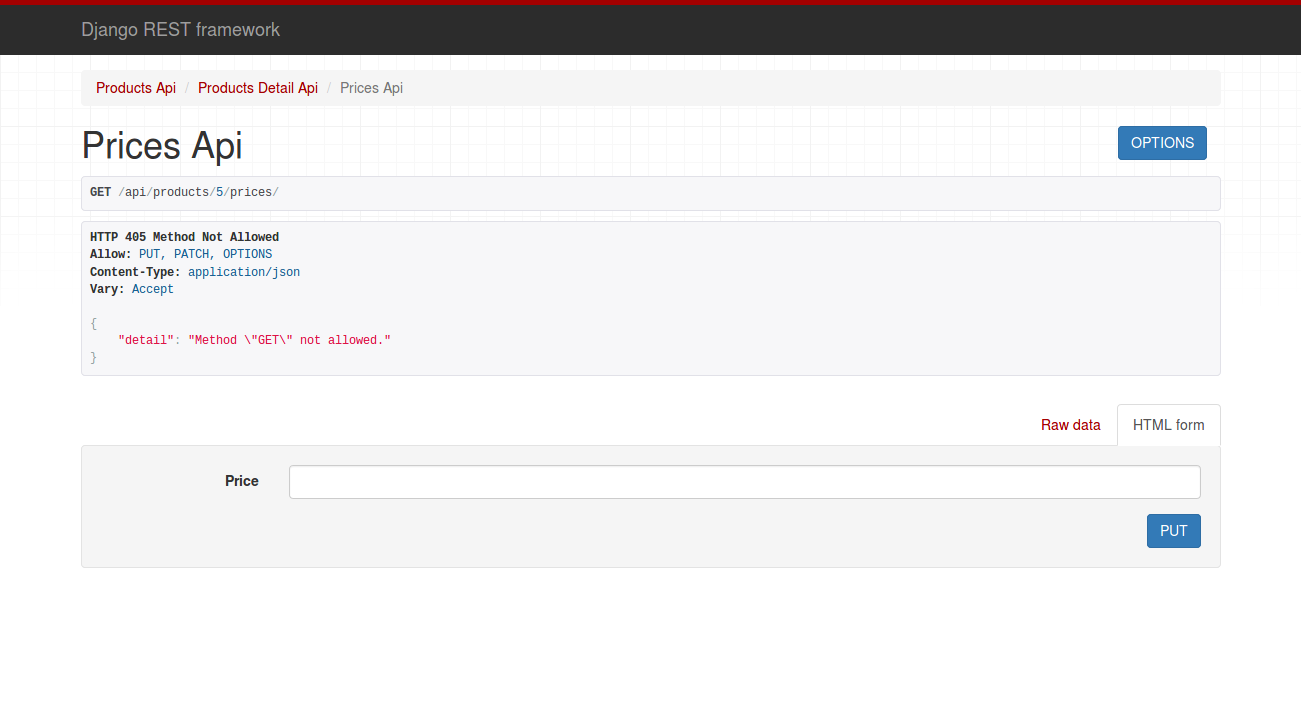 Django REST framework
Products Api / Products Detail Api / Prices Api
Prices Api
OPTIONS
GET /api/products/5/prices/
HTTP 405 Method Not Allowed
Allow: PUT, PATCH, OPTIONS
Content-Type: application/json
Vary: Accept
{
    "detail": "Method \"GET\" not allowed."
}
Raw data HTML form
Price
PUT